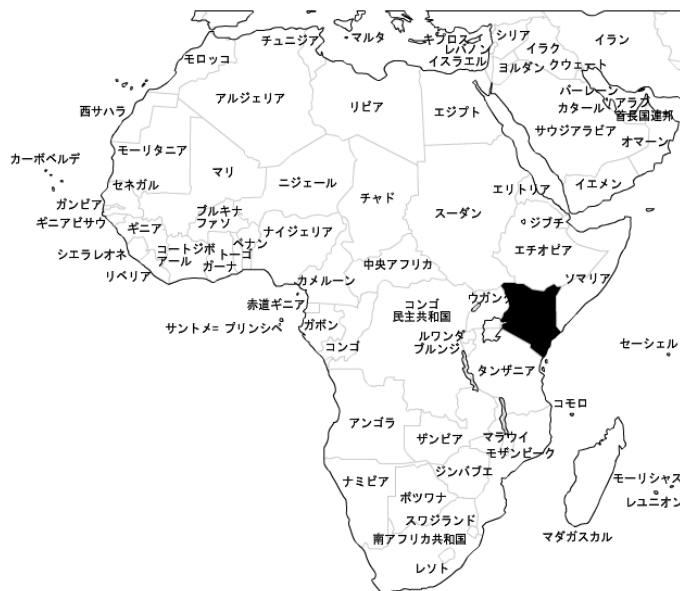 チュニジア
マルタ
キプロス
シリア
レバノン
イラク
イラン
モロッコ
イスラエル
ヨルダン
クウェート
西サハラ
アルジェリア
リビア
エジプト
バーレーン
カタール
アラブ
首長国連邦
サウジアラビア
オマーン
カーボベルデ
モーリタニア
マリ
ニジェール
チャド
スーダン
エリトリア
イエメン
セネガル
ガンビア
ギニアビサウ
ギニア
ブルキナ
ファソ
ナイジェリア
ベナン
ジブチ
エチオピア
シエラレオネ
コートジボ
アール
トーゴ
ガーナ
リベリア
中央アフリカ
カメルーン
ソマリア
赤道ギニア
サントメ= プリンシペ
ガボン
コンゴ
コンゴ
民主共和国
ウガンダ
ルワンダ
ブルンジ
タンザニア
セーシェル
コモロ
アンゴラ
ザンビア
マラウイ
モザンビーク
ナミビア
ジンバブエ
ボツワナ
スワジランド
南アフリカ共和国
レソト
マダガスカル
モーリシャス
レユニオン